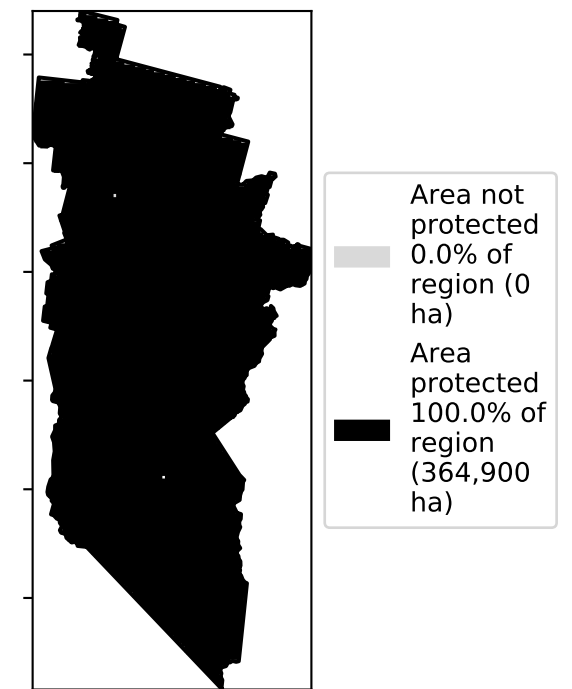 Area not
protected
0.0% of
region (0
ha)
Area
protected
100.0% of
region
(364,900
ha)